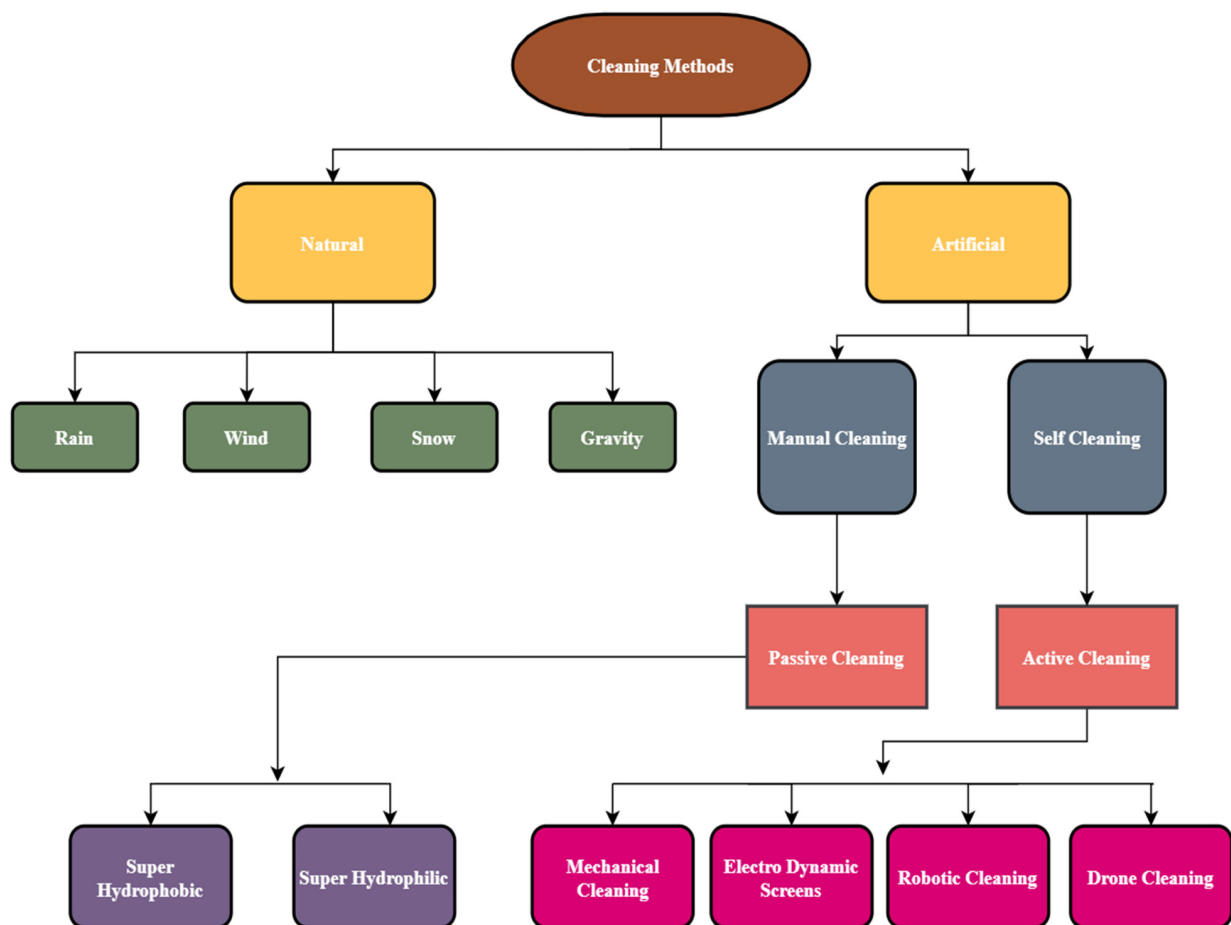 Cleaning Methods
Natural
Artificial
Rain
Wind
Snow
Gravity
Manual Cleaning
Self Cleaning
Passive Cleaning
Active Cleaning
Super
Hydrophobic
Super Hydrophilic
Mechanical
Cleaning
Electro Dynamic
Screens
Robotic Cleaning
Drone Cleaning